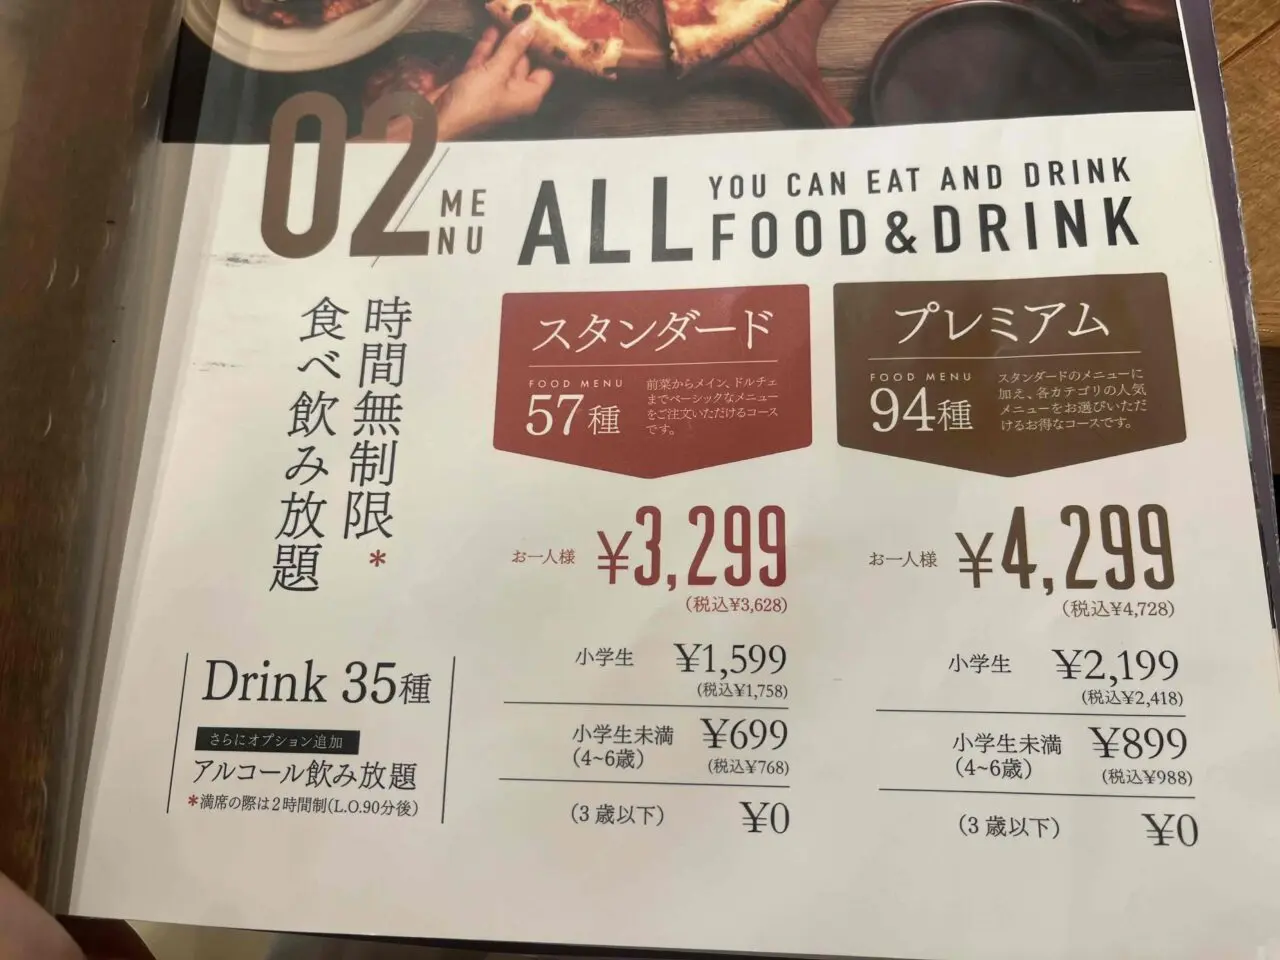 02
ME
NU
ALL
YOU CAN EAT AND DRINK
FOOD&DRINK
時間無制限*
食べ飲み放題
スタンダード
FOOD MENU
57種
前菜からメイン、ドルチェ
までベーシックなメニュー
をご注文いただけるコース
です。
お一人様 ¥3,299
(税込¥3,628)
小学生 ¥1,599
(税込¥1,758)
小学生未満 ¥699
(4~6歳) (税込¥768)
(3歳以下) ¥0
プレミアム
FOOD MENU
94種
スタンダードのメニューに
加え、各カテゴリの人気
メニューをお選びいただ
けるお得なコースです。
お一人様 ¥4,299
(税込¥4,728)
小学生 ¥2,199
(税込¥2,418)
小学生未満 ¥899
(4~6歳) (税込¥988)
(3歳以下) ¥0
Drink 35種
さらにオプション追加
アルコール飲み放題
*満席の際は2時間制(L.O.90分後)